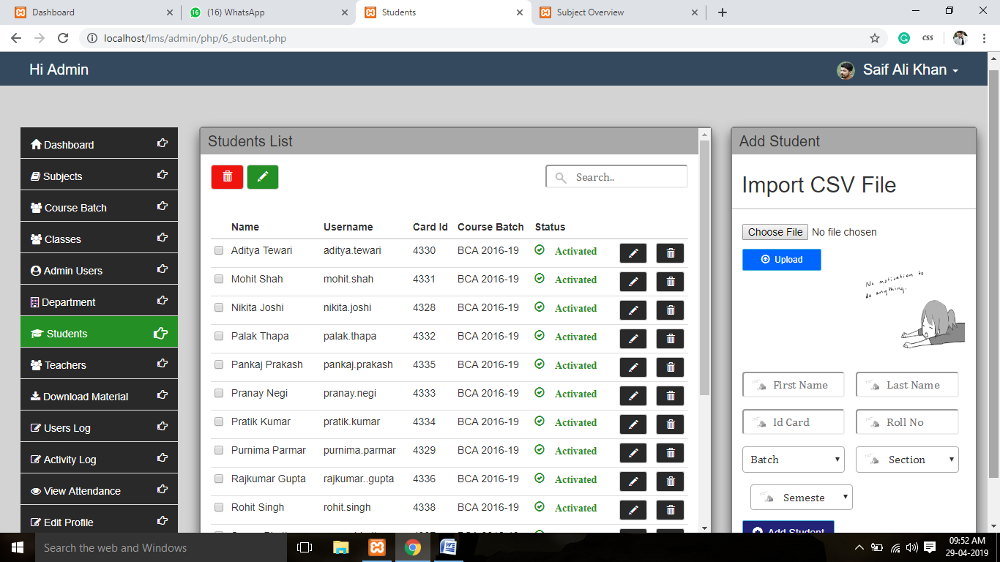 Dashboard
(16) WhatsApp
Students
Subject Overview
localhost/lms/admin/php/6_student.php
css
Hi Admin
Saif Ali Khan
Dashboard
Subjects
Course Batch
Classes
Admin Users
Department
Students
Teachers
Download Material
Users Log
Activity Log
View Attendance
Edit Profile
Students List
Search..
Name Username Card Id Course Batch Status
Aditya Tewari aditya.tewari 4330 BCA 2016-19 Activated
Mohit Shah mohit.shah 4331 BCA 2016-19 Activated
Nikita Joshi nikita.joshi 4328 BCA 2016-19 Activated
Palak Thapa palak.thapa 4332 BCA 2016-19 Activated
Pankaj Prakash pankaj.prakash 4335 BCA 2016-19 Activated
Pranay Negi pranay.negi 4333 BCA 2016-19 Activated
Pratik Kumar pratik.kumar 4334 BCA 2016-19 Activated
Purnima Parmar purnima.parmar 4329 BCA 2016-19 Activated
Rajkumar Gupta rajkumar..gupta 4336 BCA 2016-19 Activated
Rohit Singh rohit.singh 4338 BCA 2016-19 Activated
Add Student
Import CSV File
Choose File No file chosen
Upload
No motivation to
do anything.
First Name Last Name
Id Card Roll No
Batch Section
Semeste
Add Student
Search the web and Windows
09:52 AM
29-04-2019